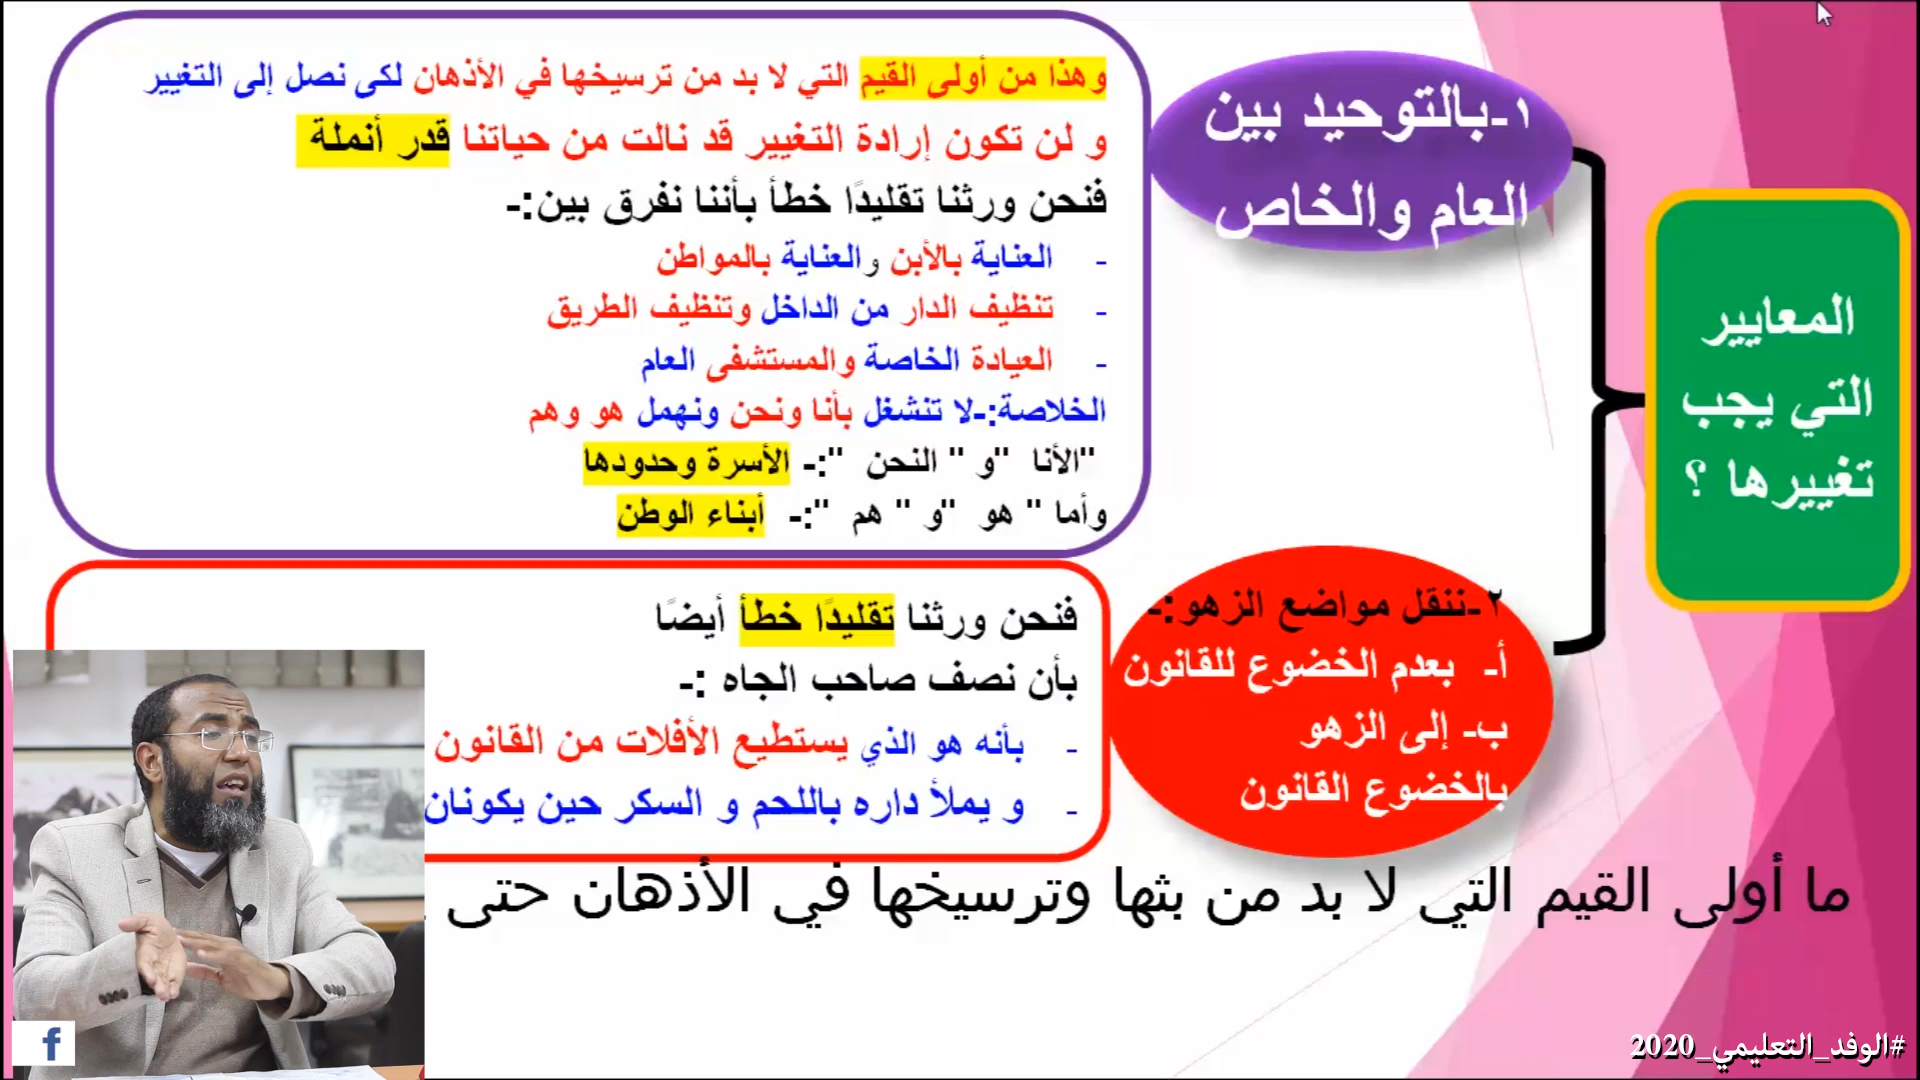 المعايير
التي يجب
تغييرها ؟
١-بالتوحيد بين
العام والخاص
وهذا من أولى القيم التي لا بد من ترسيخها في الأذهان لكى نصل إلى التغيير
و لن تكون إرادة التغيير قد نالت من حياتنا قدر أنملة
فنحن ورثنا تقليدًا خطأ بأننا نفرق بين:-
- العناية بالأبن والعناية بالمواطن
- تنظيف الدار من الداخل وتنظيف الطريق
- العيادة الخاصة والمستشفى العام
الخلاصة:-لا تنشغل بأنا ونحن ونهمل هو وهم
"الأنا "و " النحن ":- الأسرة وحدودها
وأما " هو "و " هم ":- أبناء الوطن
٢-ننقل مواضع الزهو:-
أ- بعدم الخضوع للقانون
ب- إلى الزهو
بالخضوع القانون
فنحن ورثنا تقليدًا خطأ أيضًا
بأن نصف صاحب الجاه :-
- بأنه هو الذي يستطيع الأفلات من القانون
- و يملأ داره باللحم و السكر حين يكونان
ما أولى القيم التي لا بد من بثها وترسيخها في الأذهان حتى
#الوفد_التعليمي_2020
f